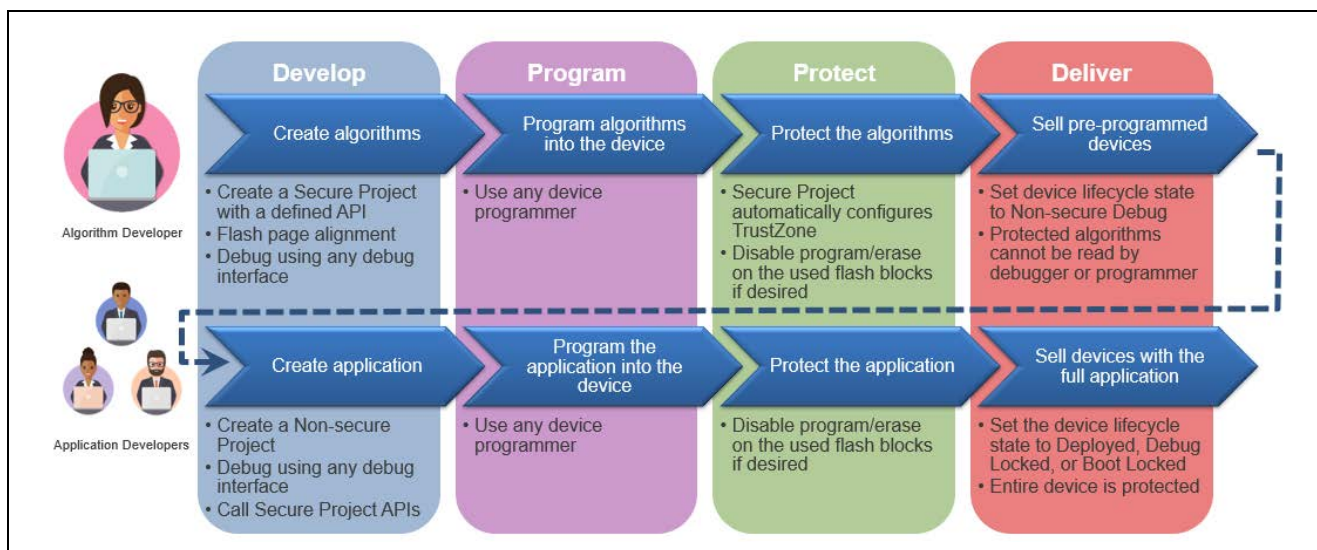 Develop
Program
Protect
Deliver
Create algorithms
Program algorithms
into the device
Protect the algorithms
Sell pre-programmed
devices
• Create a Secure Project
with a defined API
• Flash page alignment
• Debug using any debug
interface
• Use any device
programmer
• Secure Project
automatically configures
TrustZone
• Disable program/erase
on the used flash blocks
if desired
• Set device lifecycle state
to Non-secure Debug
• Protected algorithms
cannot be read by
debugger or programmer
Algorithm Developer
Create application
Program the
application into the
device
Protect the application
Sell devices with the
full application
• Create a Non-secure
Project
• Debug using any debug
interface
• Call Secure Project APIs
• Use any device
programmer
• Disable program/erase
on the used flash blocks
if desired
• Set the device lifecycle
state to Deployed, Debug
Locked, or Boot Locked
• Entire device is protected
Application Developers